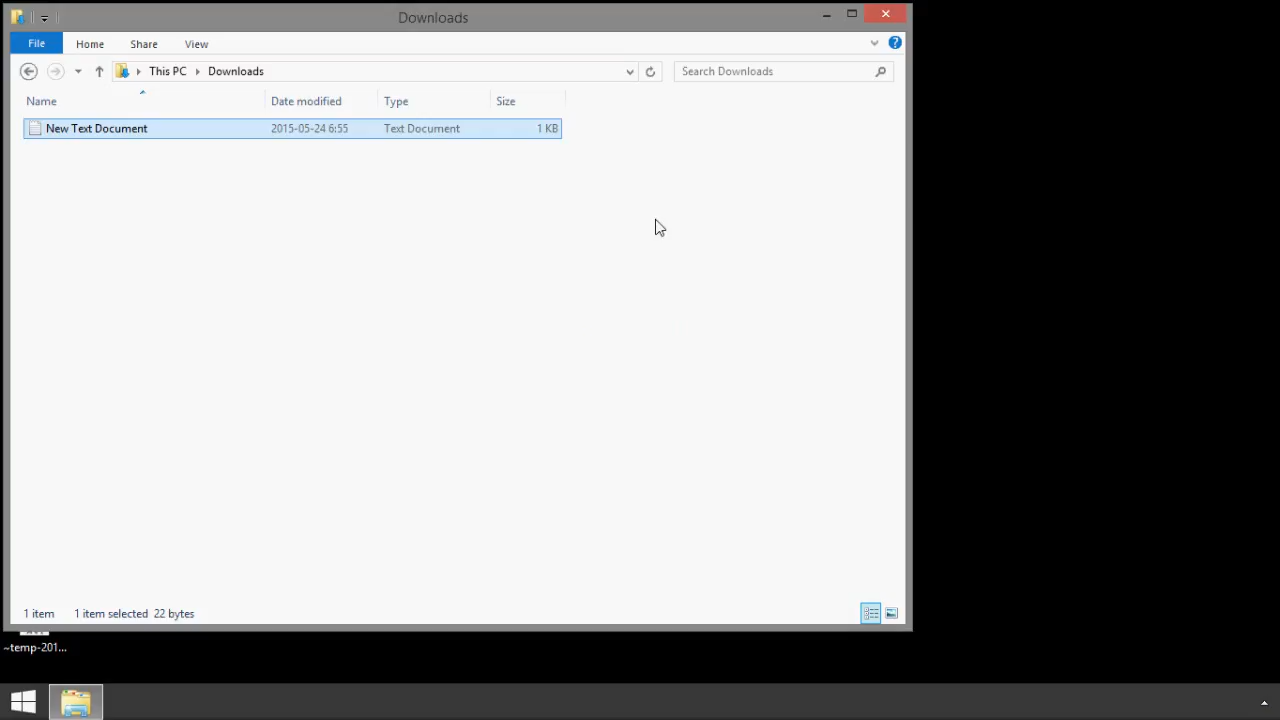 Downloads
File Home Share View
This PC Downloads Search Downloads
Name Date modified Type Size
New Text Document 2015-05-24 6:55 Text Document 1 KB
1 item 1 item selected 22 bytes
~temp-201...